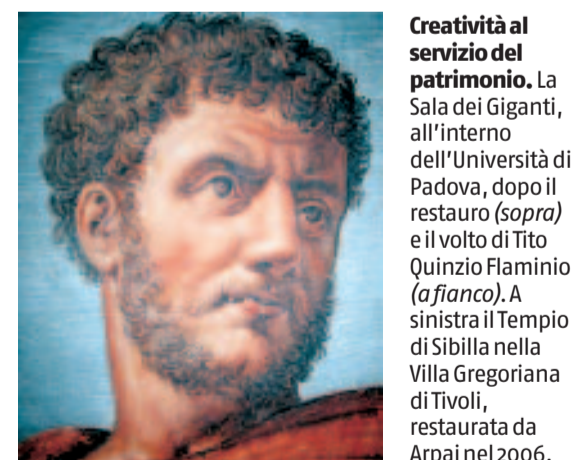 Creatività al
servizio del
patrimonio. La
Sala dei Giganti,
all'interno
dell'Università di
Padova, dopo il
restauro (sopra)
e il volto di Tito
Quinzio Flaminio
(a fianco). A
sinistra il Tempio
di Sibilla nella
Villa Gregoriana
di Tivoli,
restaurata da
Arpai nel 2006.